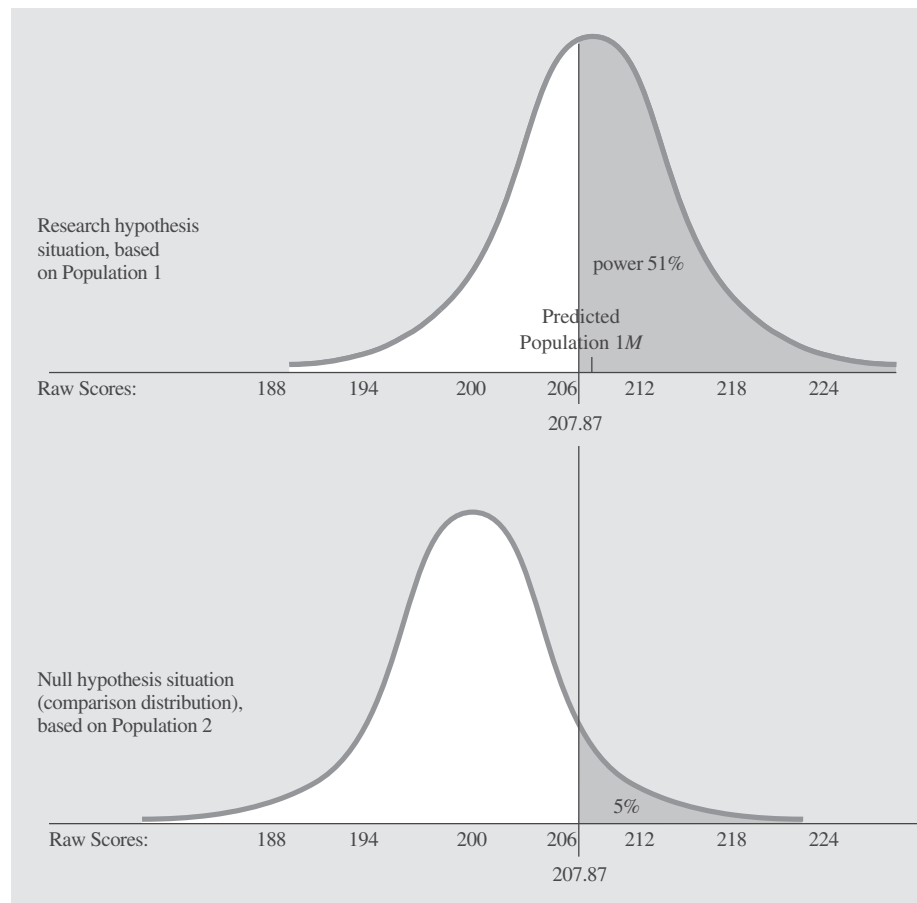 Research hypothesis
situation, based
on Population 1
power 51%
Predicted
Population 1M
Raw Scores: 188 194 200 206 212 218 224
207.87
Null hypothesis situation
(comparison distribution),
based on Population 2
5%
Raw Scores: 188 194 200 206 212 218 224
207.87